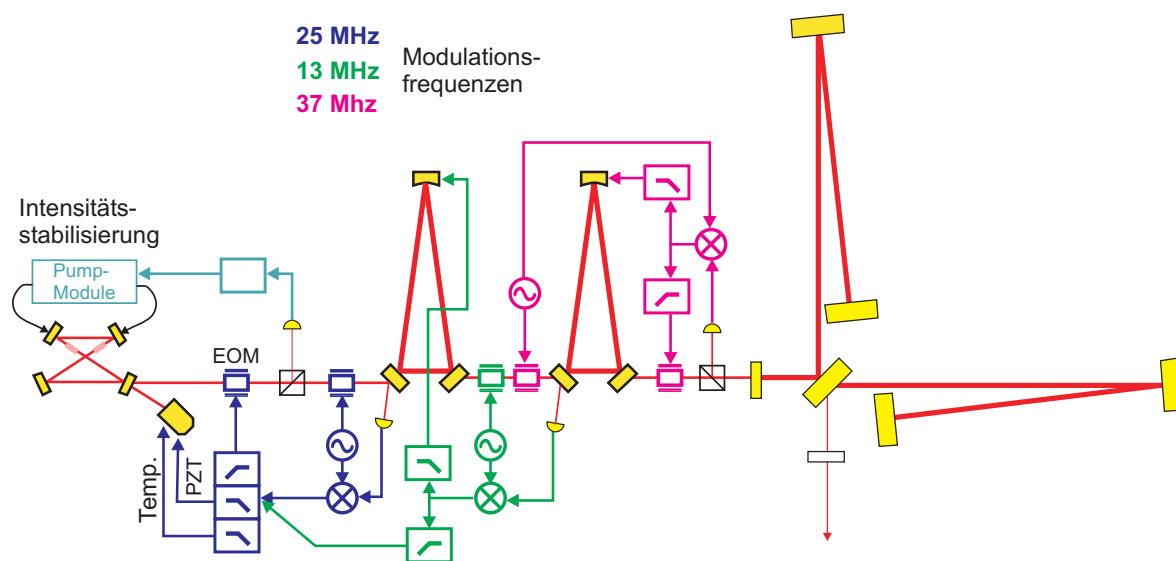 25 MHz
13 MHz
37 Mhz
Modulations-
frequenzen
Intensitäts-
stabilisierung
Pump-
Module
EOM
Temp.
PZT